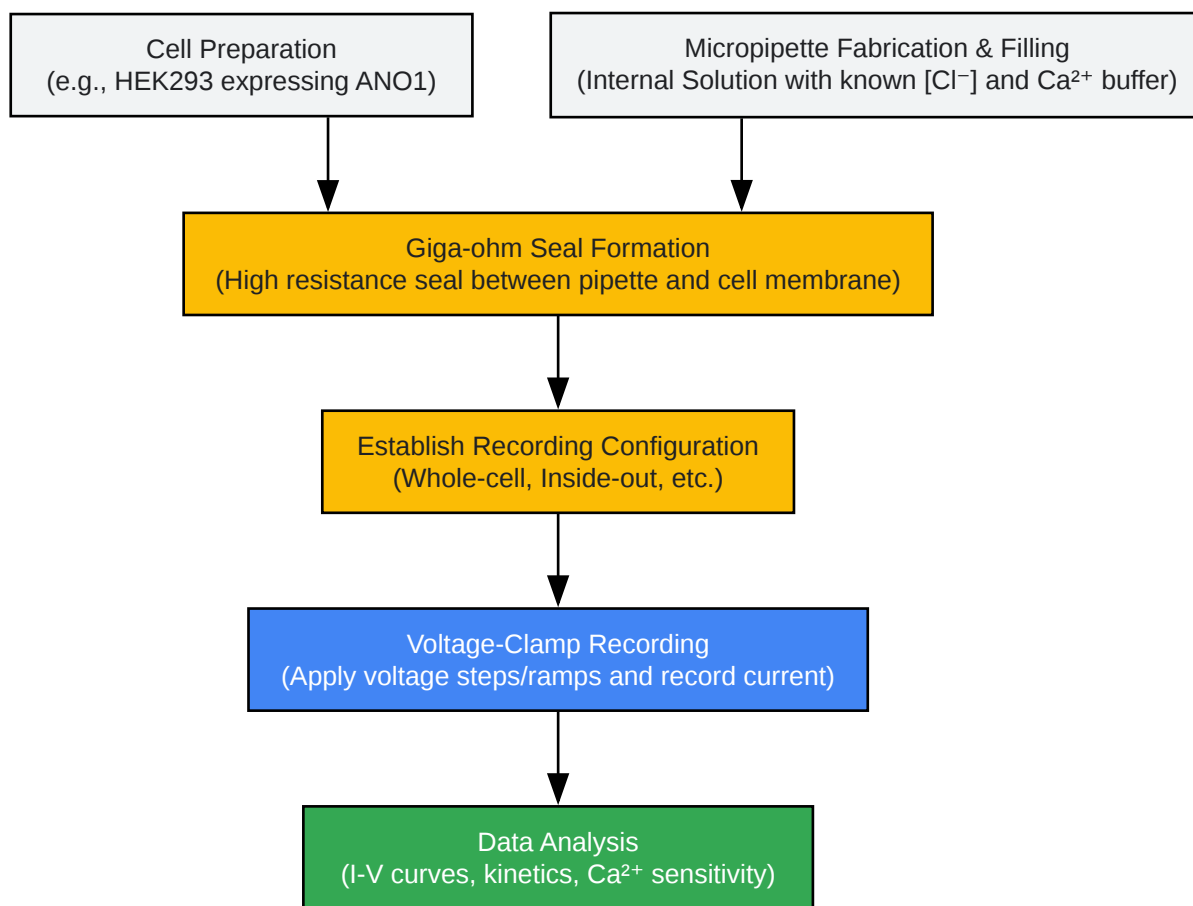 Cell Preparation
(e.g., HEK293 expressing ANO1)
Micropipette Fabrication & Filling
(Internal Solution with known [Cl⁻] and Ca²⁺ buffer)
Giga-ohm Seal Formation
(High resistance seal between pipette and cell membrane)
Establish Recording Configuration
(Whole-cell, Inside-out, etc.)
Voltage-Clamp Recording
(Apply voltage steps/ramps and record current)
Data Analysis
(I-V curves, kinetics, Ca²⁺ sensitivity)